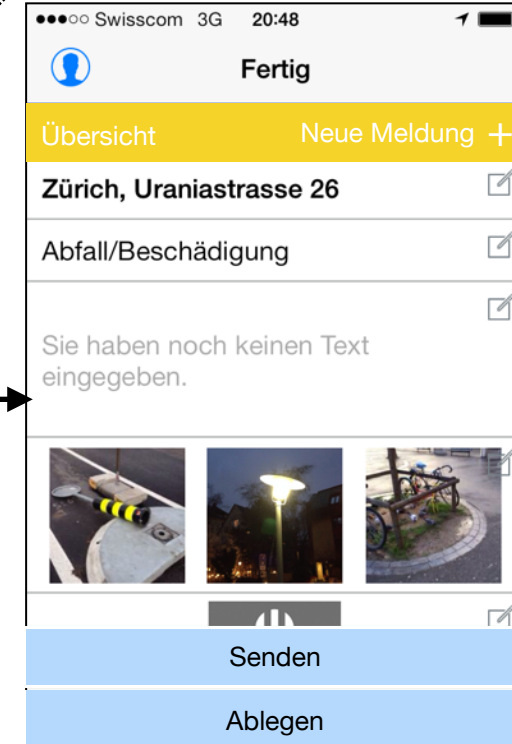 Swisscom 3G 20:48
Fertig
Übersicht Neue Meldung +
Zürich, Uraniastrasse 26
Abfall/Beschädigung
Sie haben noch keinen Text
eingegeben.
Senden
Ablegen